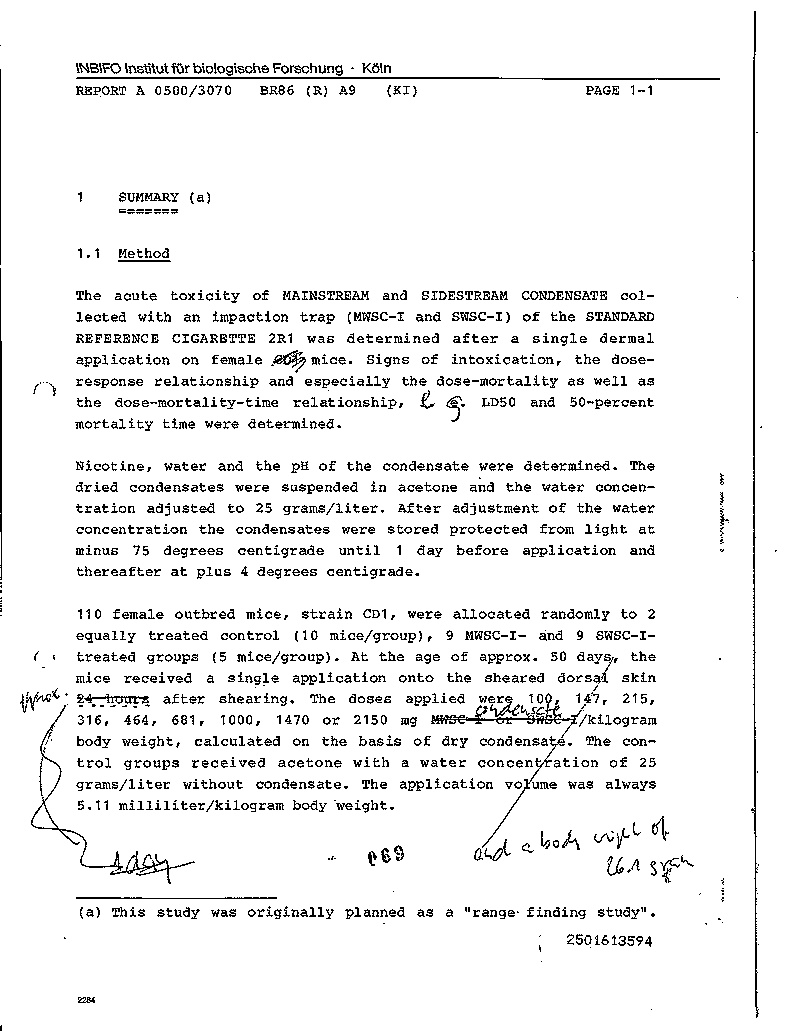 INBIFO Institut für biologische Forschung · Köln
REPORT A 0500/3070 BR86 (R) A9 (KI) PAGE 1-1
1 SUMMARY (a)
=======
1.1 Method
The acute toxicity of MAINSTREAM and SIDESTREAM CONDENSATE col-
lected with an impaction trap (MWSC-I and SWSC-I) of the STANDARD
REFERENCE CIGARETTE 2R1 was determined after a single dermal
application on female mice. Signs of intoxication, the dose-
response relationship and especially the dose-mortality as well as
the dose-mortality-time relationship, e.g. LD50 and 50-percent
mortality time were determined.
Nicotine, water and the pH of the condensate were determined. The
dried condensates were suspended in acetone and the water concen-
tration adjusted to 25 grams/liter. After adjustment of the water
concentration the condensates were stored protected from light at
minus 75 degrees centigrade until 1 day before application and
thereafter at plus 4 degrees centigrade.
110 female outbred mice, strain CD1, were allocated randomly to 2
equally treated control (10 mice/group), 9 MWSC-I- and 9 SWSC-I-
treated groups (5 mice/group). At the age of approx. 50 days, the
mice received a single application onto the sheared dorsal skin
approx. 24 hours after shearing. The doses applied were 100, 147, 215,
condensate
316, 464, 681, 1000, 1470 or 2150 mg MWSC-I or SWSC-I/kilogram
body weight, calculated on the basis of dry condensate. The con-
trol groups received acetone with a water concentration of 25
grams/liter without condensate. The application volume was always
5.11 milliliter/kilogram body weight.
1 day
069
and a body weight of
26.1 gram
(a) This study was originally planned as a "range finding study".
2501613594
2284